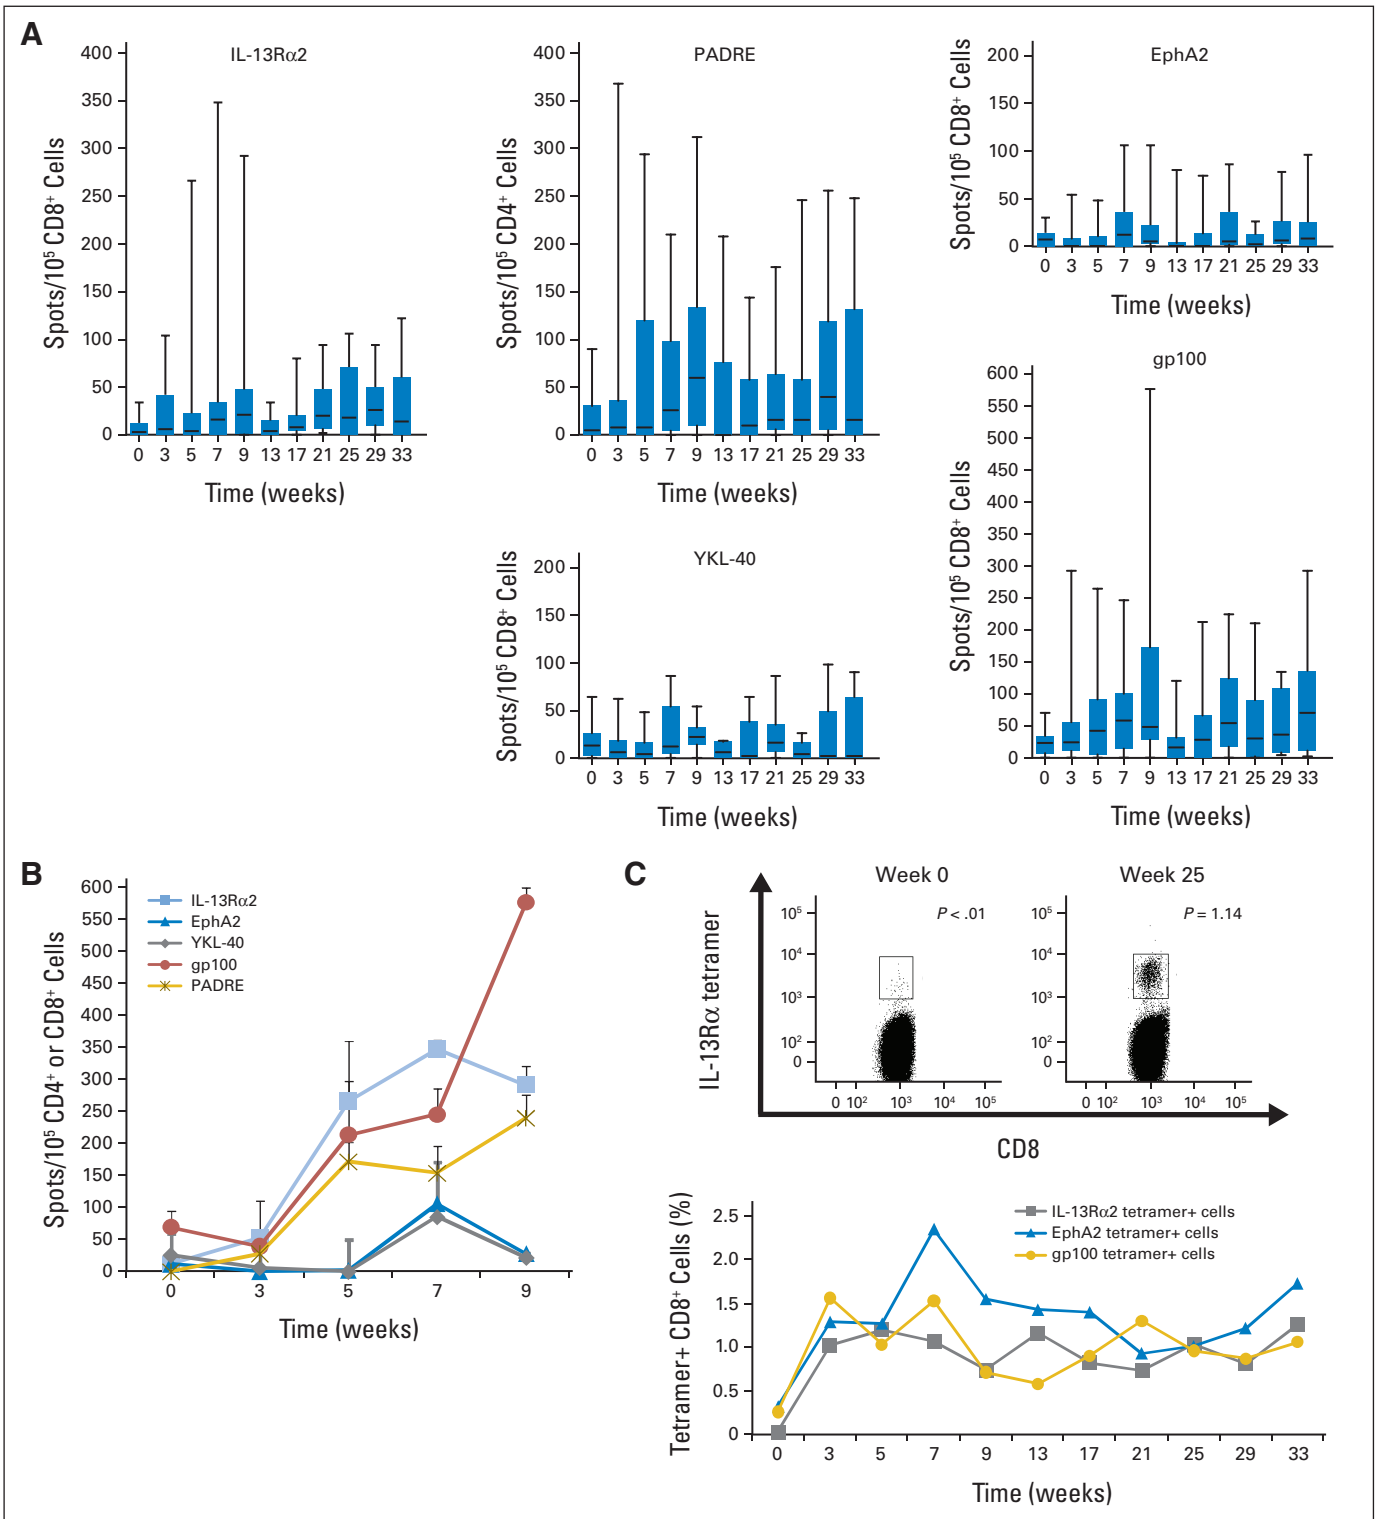 A
IL-13Rα2
400
350
300
250
200
150
100
50
0
Spots/10⁵ CD8⁺ Cells
0 3 5 7 9 13 17 21 25 29 33
Time (weeks)
PADRE
400
350
300
250
200
150
100
50
0
Spots/10⁵ CD4⁺ Cells
0 3 5 7 9 13 17 21 25 29 33
Time (weeks)
EphA2
200
150
100
50
0
Spots/10⁵ CD8⁺ Cells
0 3 5 7 9 13 17 21 25 29 33
Time (weeks)
YKL-40
200
150
100
50
0
Spots/10⁵ CD8⁺ Cells
0 3 5 7 9 13 17 21 25 29 33
Time (weeks)
gp100
600
550
500
450
400
350
300
250
200
150
100
50
0
Spots/10⁵ CD8⁺ Cells
0 3 5 7 9 13 17 21 25 29 33
Time (weeks)
B
600
550
500
450
400
350
300
250
200
150
100
50
0
Spots/10⁵ CD4⁺ or CD8⁺ Cells
IL-13Rα2
EphA2
YKL-40
gp100
PADRE
0 3 5 7 9
Time (weeks)
C
Week 0
P < .01
10⁵
10⁴
10³
10²
0
0 10² 10³ 10⁴ 10⁵
Week 25
P = 1.14
10⁵
10⁴
10³
10²
0
0 10² 10³ 10⁴ 10⁵
IL-13Rα tetramer
CD8
2.5
2.0
1.5
1.0
0.5
0
Tetramer+ CD8⁺ Cells (%)
IL-13Rα2 tetramer+ cells
EphA2 tetramer+ cells
gp100 tetramer+ cells
0 3 5 7 9 13 17 21 25 29 33
Time (weeks)